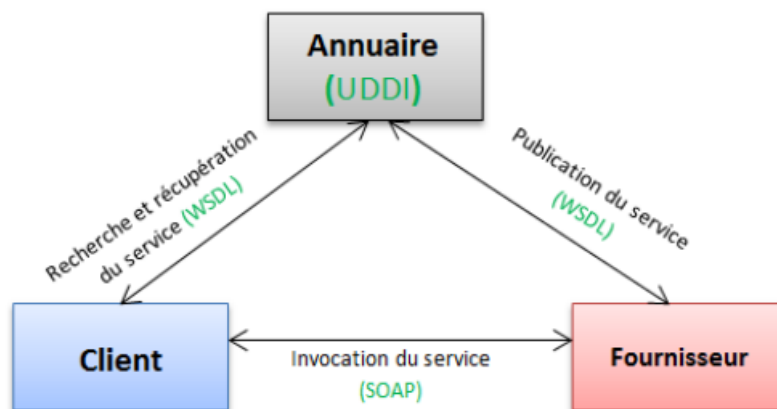 Annuaire
(UDDI)
Recherche et récupération
du service (WSDL)
Publication du service
(WSDL)
Client
Invocation du service
(SOAP)
Fournisseur